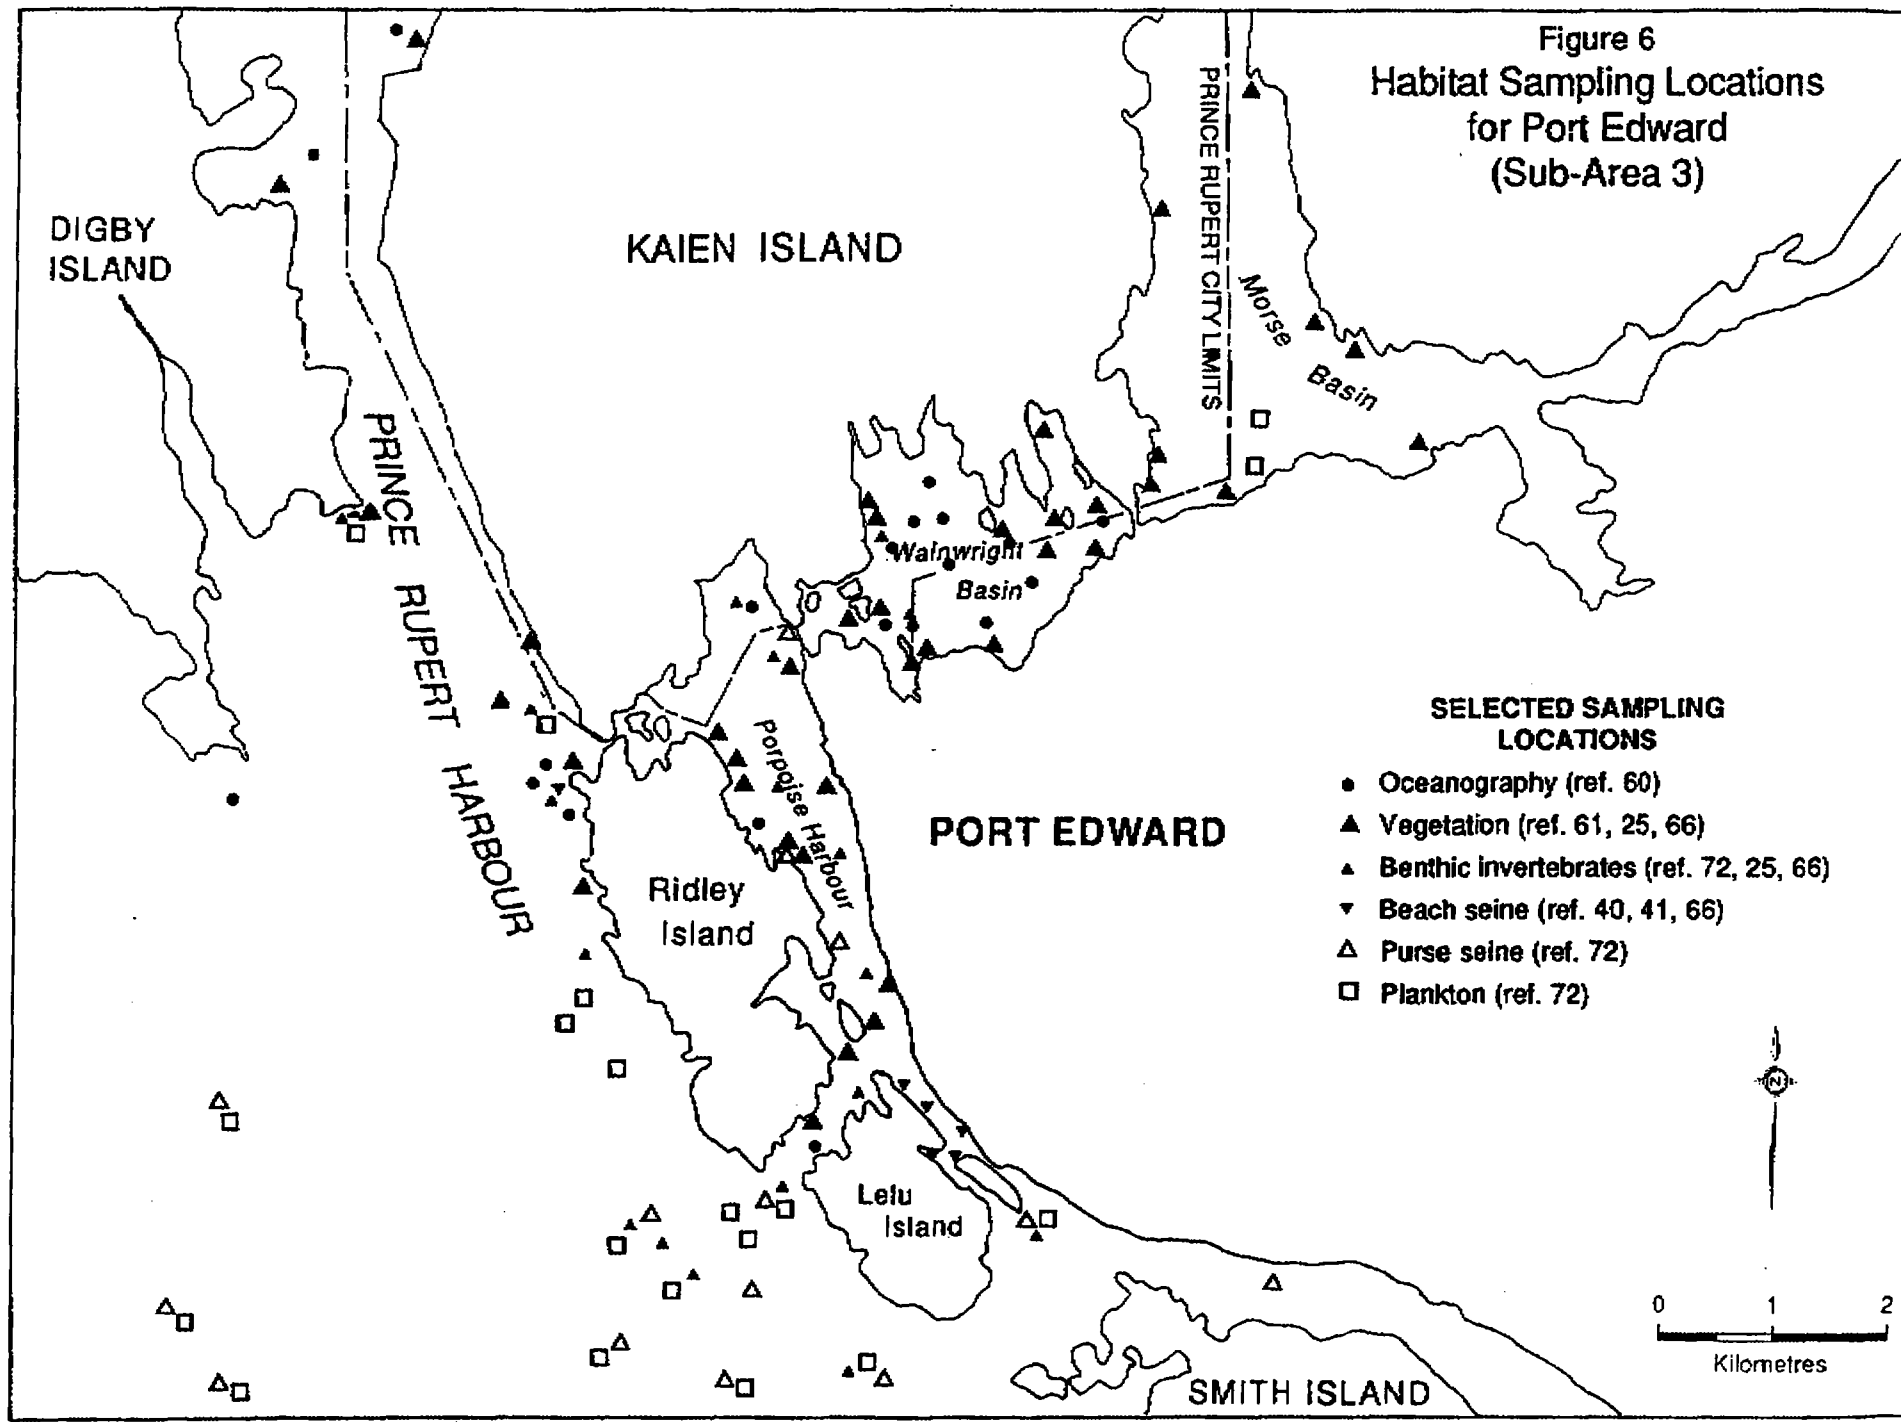 Figure 6
Habitat Sampling Locations
for Port Edward
(Sub-Area 3)
DIGBY
ISLAND
KAIEN ISLAND
PRINCE RUPERT CITY LIMITS
Morse
Basin
PRINCE RUPERT HARBOUR
Wainwright
Basin
Porpoise Harbour
PORT EDWARD
Ridley
Island
Lelu
Island
SMITH ISLAND
SELECTED SAMPLING
LOCATIONS
Oceanography (ref. 60)
Vegetation (ref. 61, 25, 66)
Benthic invertebrates (ref. 72, 25, 66)
Beach seine (ref. 40, 41, 66)
Purse seine (ref. 72)
Plankton (ref. 72)
N
0 1 2
Kilometres